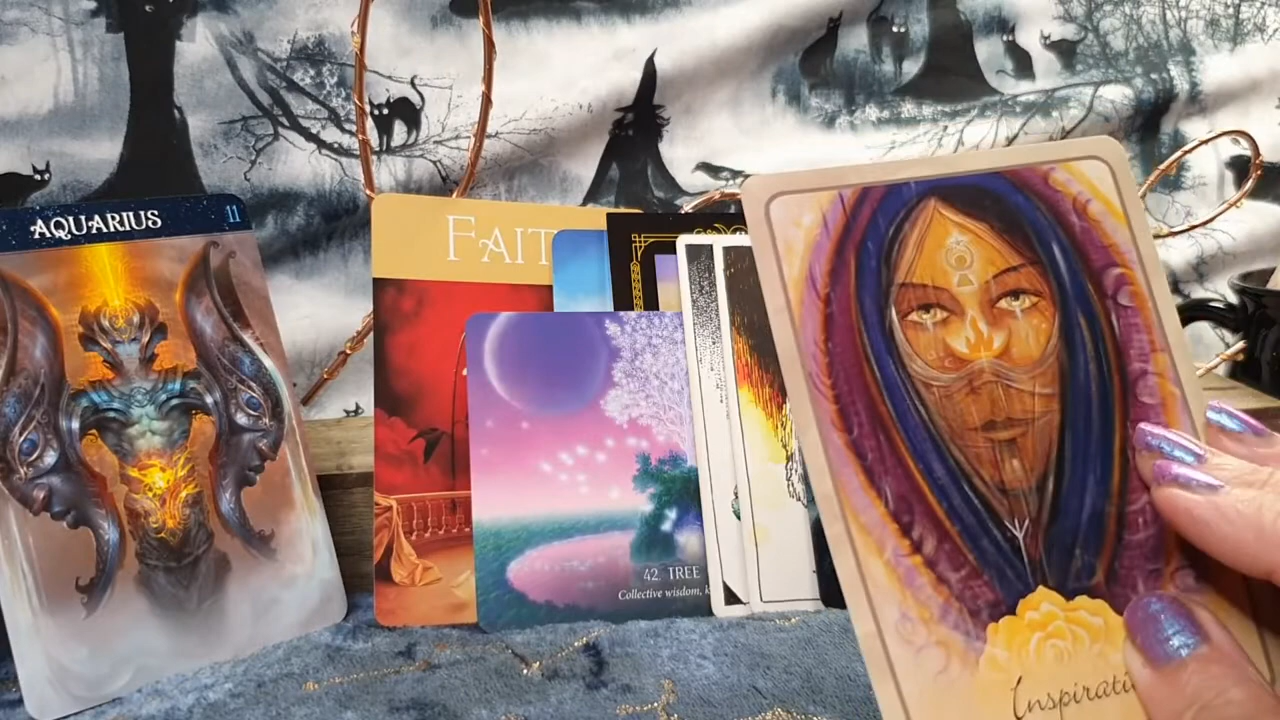 AQUARIUS 11
FAIT
42. TREE
Collective wisdom, k
Inspirati